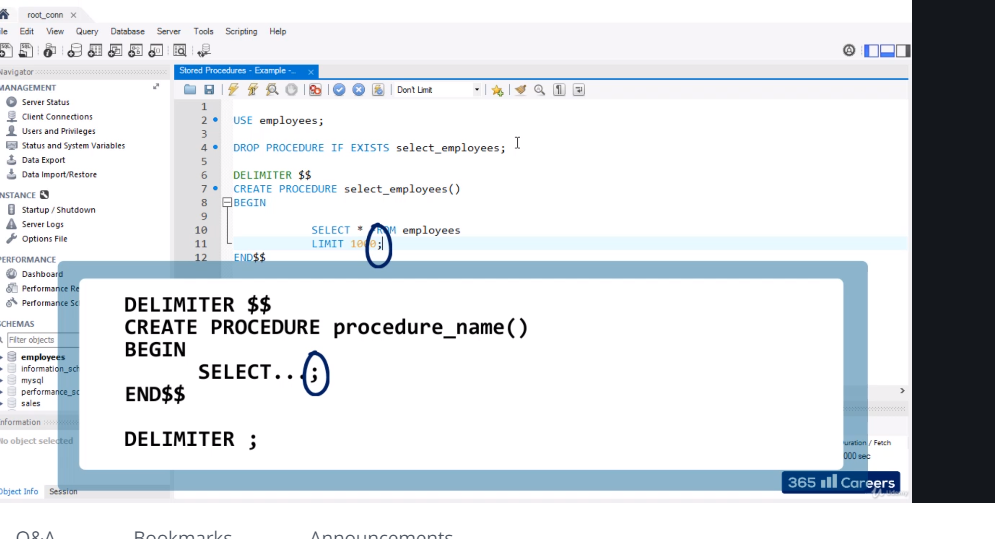 root_conn ×
Edit View Query Database Server Tools Scripting Help
Navigator
Stored Procedures - Example -.. ×
MANAGEMENT
Server Status
Client Connections
Users and Privileges
Status and System Variables
Data Export
Data Import/Restore
INSTANCE
Startup / Shutdown
Server Logs
Options File
PERFORMANCE
Dashboard
Performance Re
SCHEMAS
Filter objects
employees
information_sch
mysql
performance_sc
sales
Information
No object selected
Object Info Session
Don't Limit
1
2 USE employees;
3
4 DROP PROCEDURE IF EXISTS select_employees;
5
6 DELIMITER $$
7 CREATE PROCEDURE select_employees()
8 BEGIN
9
10 SELECT * FROM employees
11 LIMIT 1000;
12 END$$
DELIMITER $$
CREATE PROCEDURE procedure_name()
BEGIN
SELECT...;
END$$
DELIMITER ;
/ Fetch
000 sec
365 Careers
Q&A Bookmarks Announcements